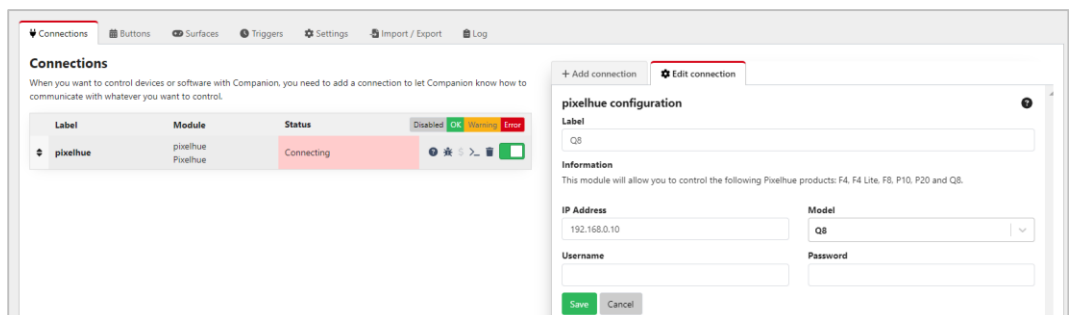 Connections Buttons Surfaces Triggers Settings Import / Export Log
Connections
When you want to control devices or software with Companion, you need to add a connection to let Companion know how to
communicate with whatever you want to control.
Label Module Status Disabled OK Warning Error
pixelhue pixelhue Connecting
Pixelhue
+ Add connection Edit connection
pixelhue configuration
Label
Q8
Information
This module will allow you to control the following Pixelhue products: F4, F4 Lite, F8, P10, P20 and Q8.
IP Address Model
192.168.0.10 Q8
Username Password
Save Cancel